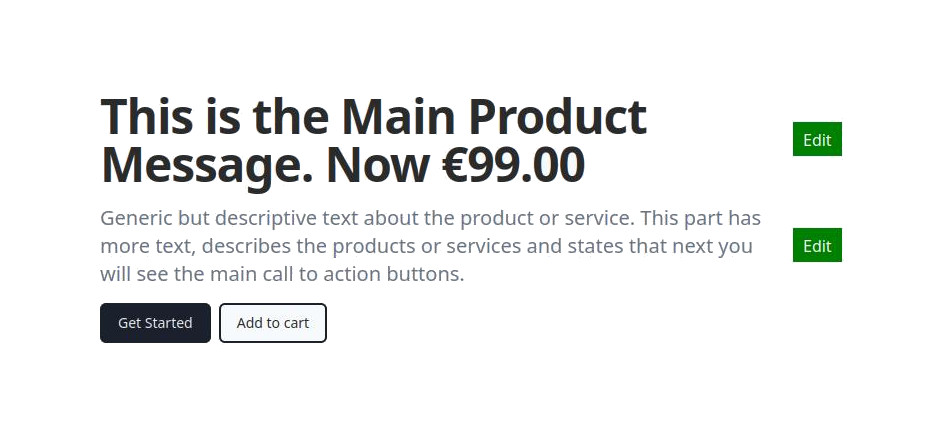 This is the Main Product
Message. Now €99.00
Edit
Generic but descriptive text about the product or service. This part has
more text, describes the products or services and states that next you
will see the main call to action buttons.
Edit
Get Started
Add to cart